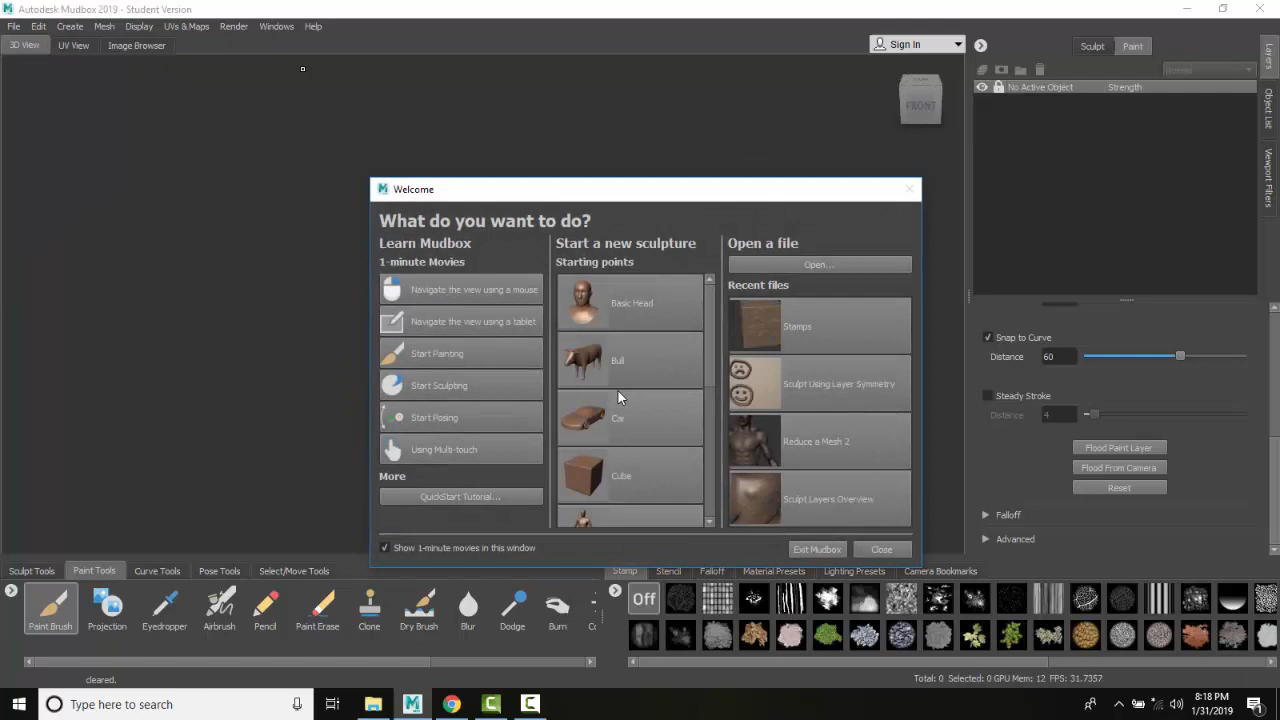 Autodesk Mudbox 2019 - Student Version
File Edit Create Mesh Display UVs & Maps Render Windows Help
3D View UV View Image Browser
Sign In
Sculpt Paint
Normal
No Active Object Strength
Layers
Object List
Viewport Filters
FRONT
Welcome
What do you want to do?
Learn Mudbox
1-minute Movies
Navigate the view using a mouse
Navigate the view using a tablet
Start Painting
Start Sculpting
Start Posing
Using Multi-touch
More
QuickStart Tutorial...
Show 1-minute movies in this window
Start a new sculpture
Starting points
Basic Head
Bull
Car
Cube
Open a file
Open...
Recent files
Stamps
Sculpt Using Layer Symmetry
Reduce a Mesh 2
Sculpt Layers Overview
Exit Mudbox Close
Snap to Curve
Distance 60
Steady Stroke
Distance 4
Flood Paint Layer
Flood From Camera
Reset
Falloff
Advanced
Sculpt Tools Paint Tools Curve Tools Pose Tools Select/Move Tools
Paint Brush Projection Eyedropper Airbrush Pencil Paint Erase Clone Dry Brush Blur Dodge Burn
Stamp Stencil Falloff Material Presets Lighting Presets Camera Bookmarks
Off
cleared.
Total: 0 Selected: 0 GPU Mem: 12 FPS: 31.7357
Type here to search
8:18 PM
1/31/2019